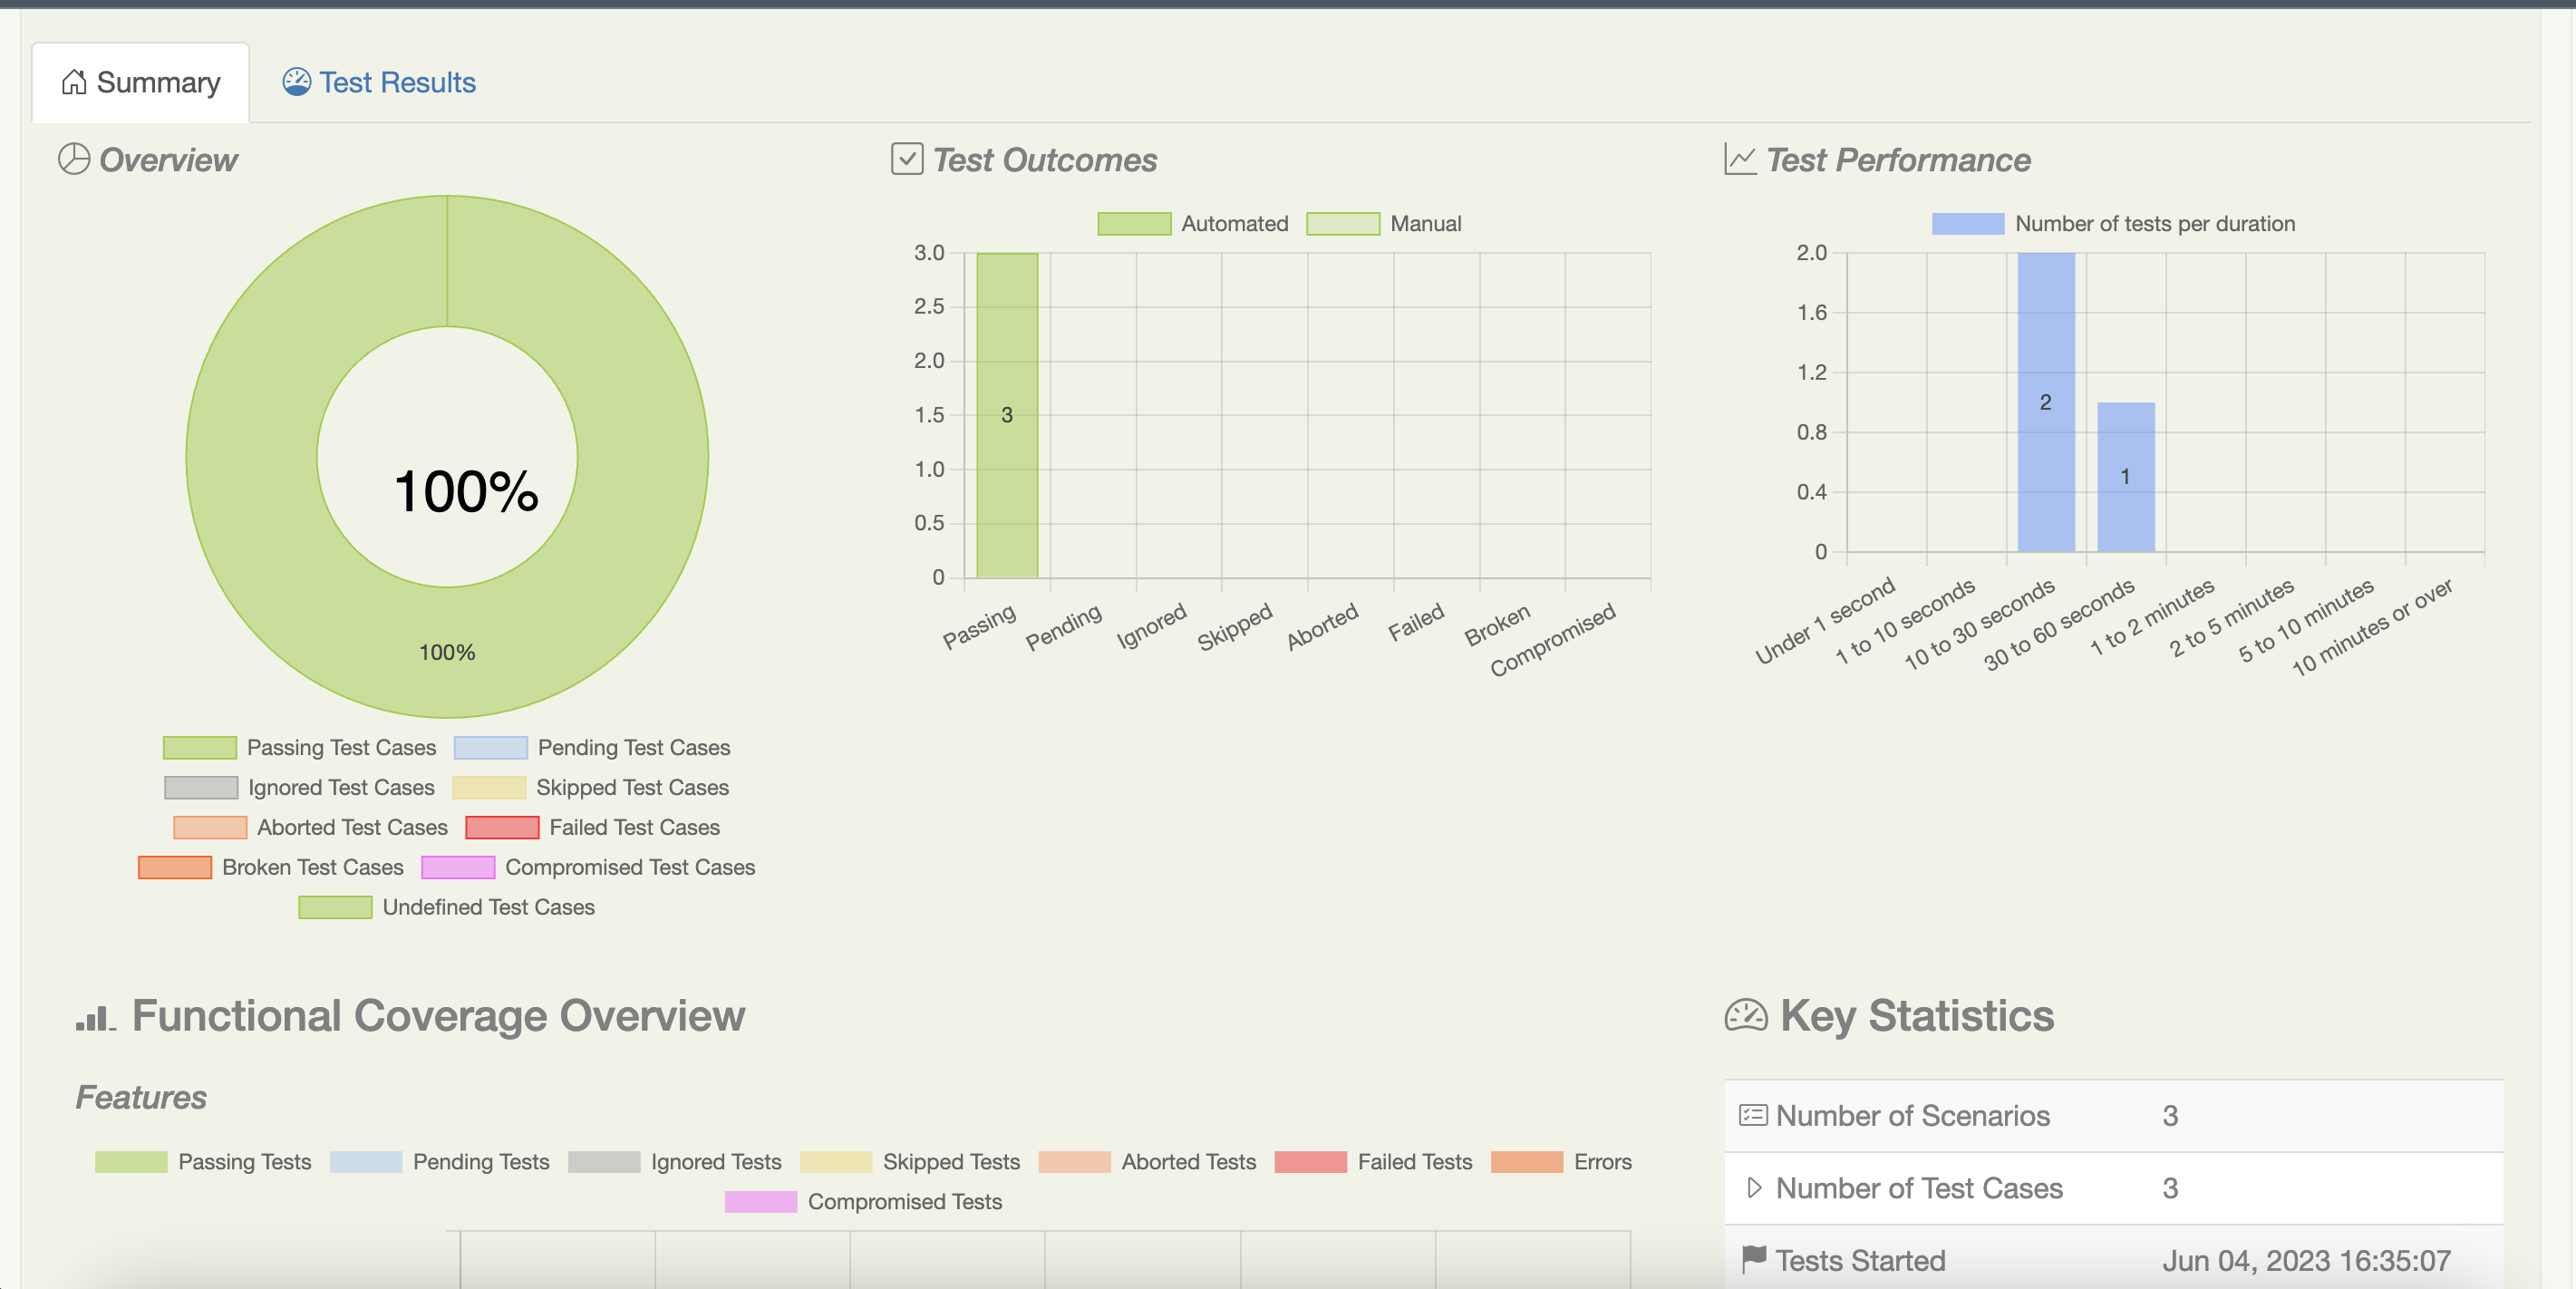 Summary
Test Results
Overview
100%
100%
Passing Test Cases
Pending Test Cases
Ignored Test Cases
Skipped Test Cases
Aborted Test Cases
Failed Test Cases
Broken Test Cases
Compromised Test Cases
Undefined Test Cases
Test Outcomes
Automated
Manual
3.0
2.5
2.0
1.5
1.0
0.5
0
3
Passing
Pending
Ignored
Skipped
Aborted
Failed
Broken
Compromised
Test Performance
Number of tests per duration
2.0
1.6
1.2
0.8
0.4
0
2
1
Under 1 second
1 to 10 seconds
10 to 30 seconds
30 to 60 seconds
1 to 2 minutes
2 to 5 minutes
5 to 10 minutes
10 minutes or over
Functional Coverage Overview
Features
Passing Tests
Pending Tests
Ignored Tests
Skipped Tests
Aborted Tests
Failed Tests
Errors
Compromised Tests
Key Statistics
Number of Scenarios 3
Number of Test Cases 3
Tests Started Jun 04, 2023 16:35:07